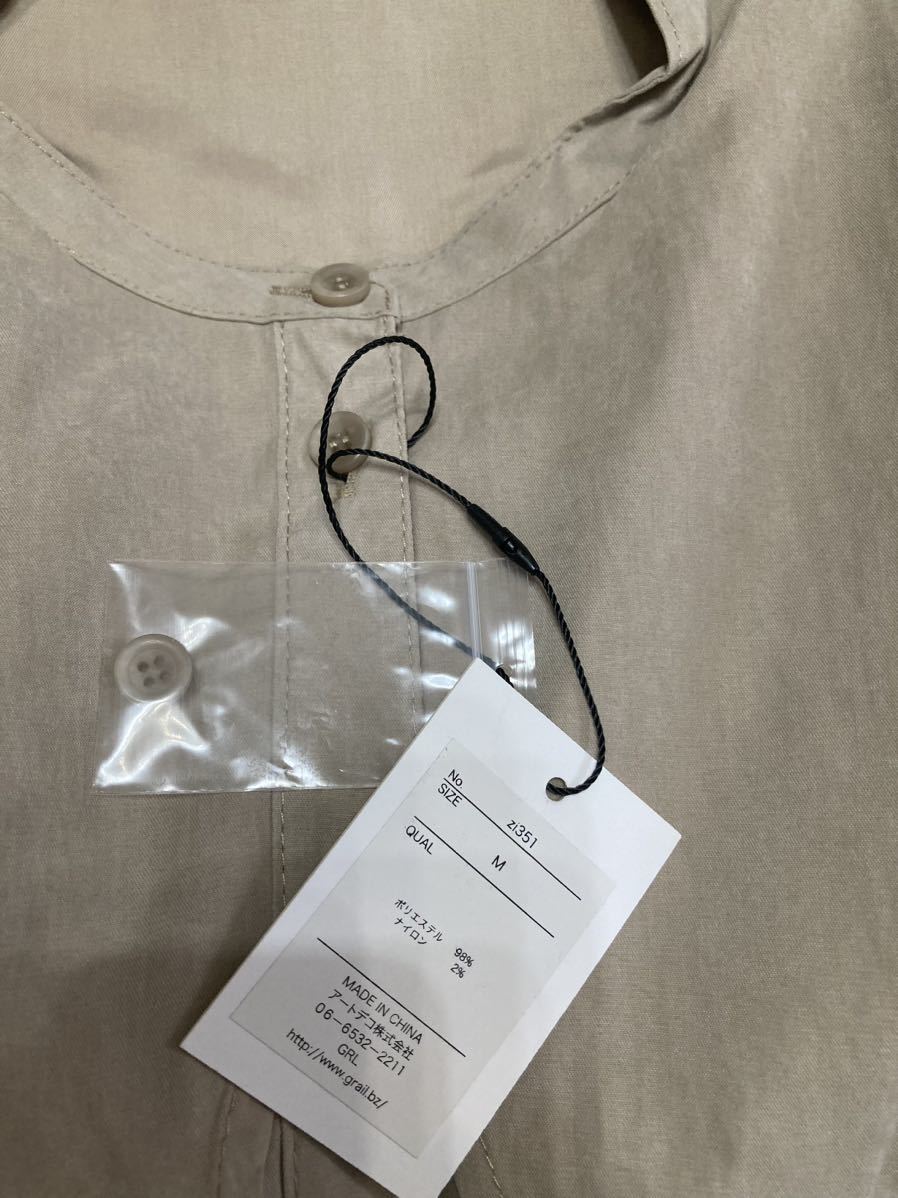 No zi351
SIZE M
QUAL
ポリエステル 98%
ナイロン 2%
MADE IN CHINA
アートデコ株式会社
06-6532-2211
GRL
http://www.grail.bz/